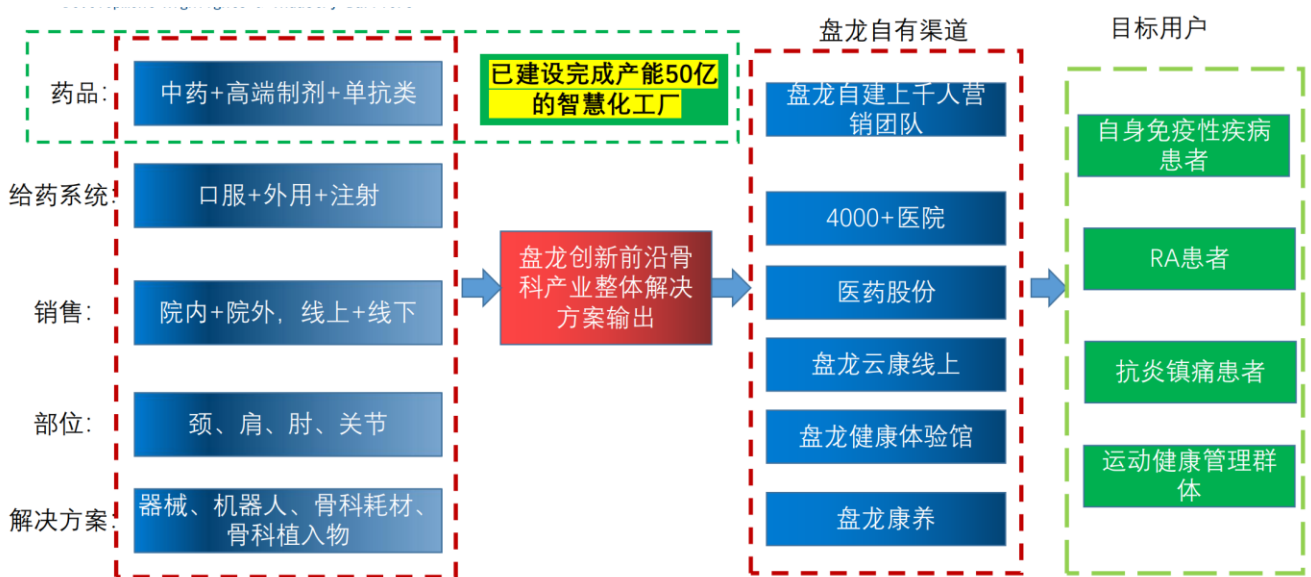 盘龙自有渠道
目标用户
药品：
中药+高端制剂+单抗类
已建设完成产能50亿
的智慧化工厂
给药系统：
口服+外用+注射
销售：
院内+院外，线上+线下
部位：
颈、肩、肘、关节
解决方案：
器械、机器人、骨科耗材、
骨科植入物
盘龙创新前沿骨
科产业整体解决
方案输出
盘龙自建上千人营
销团队
4000+医院
医药股份
盘龙云康线上
盘龙健康体验馆
盘龙康养
自身免疫性疾病
患者
RA患者
抗炎镇痛患者
运动健康管理群
体